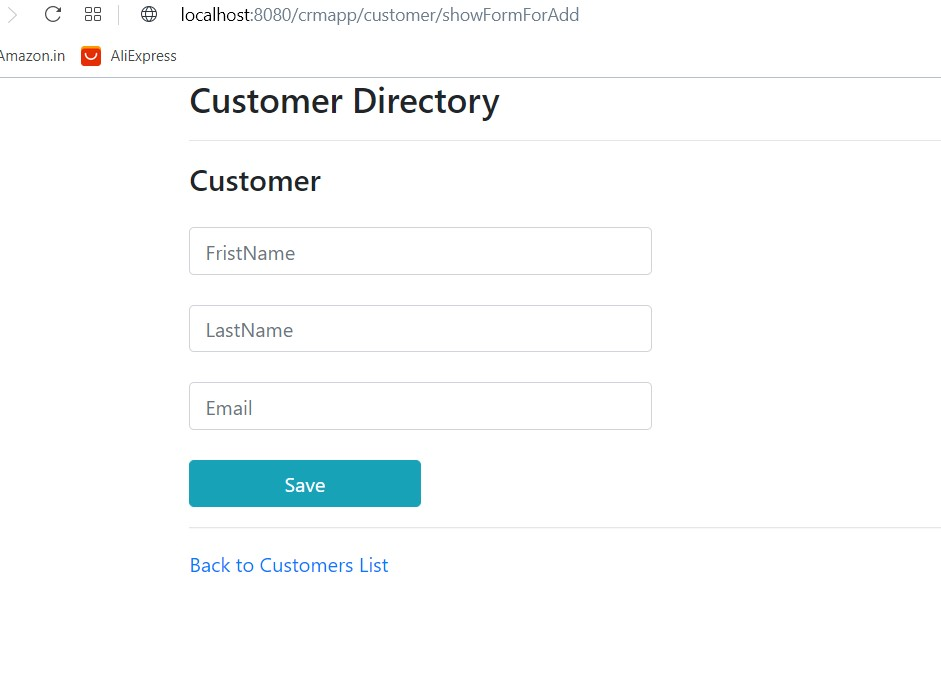 localhost:8080/crmapp/customer/showFormForAdd
Amazon.in AliExpress
Customer Directory
Customer
FristName
LastName
Email
Save
Back to Customers List